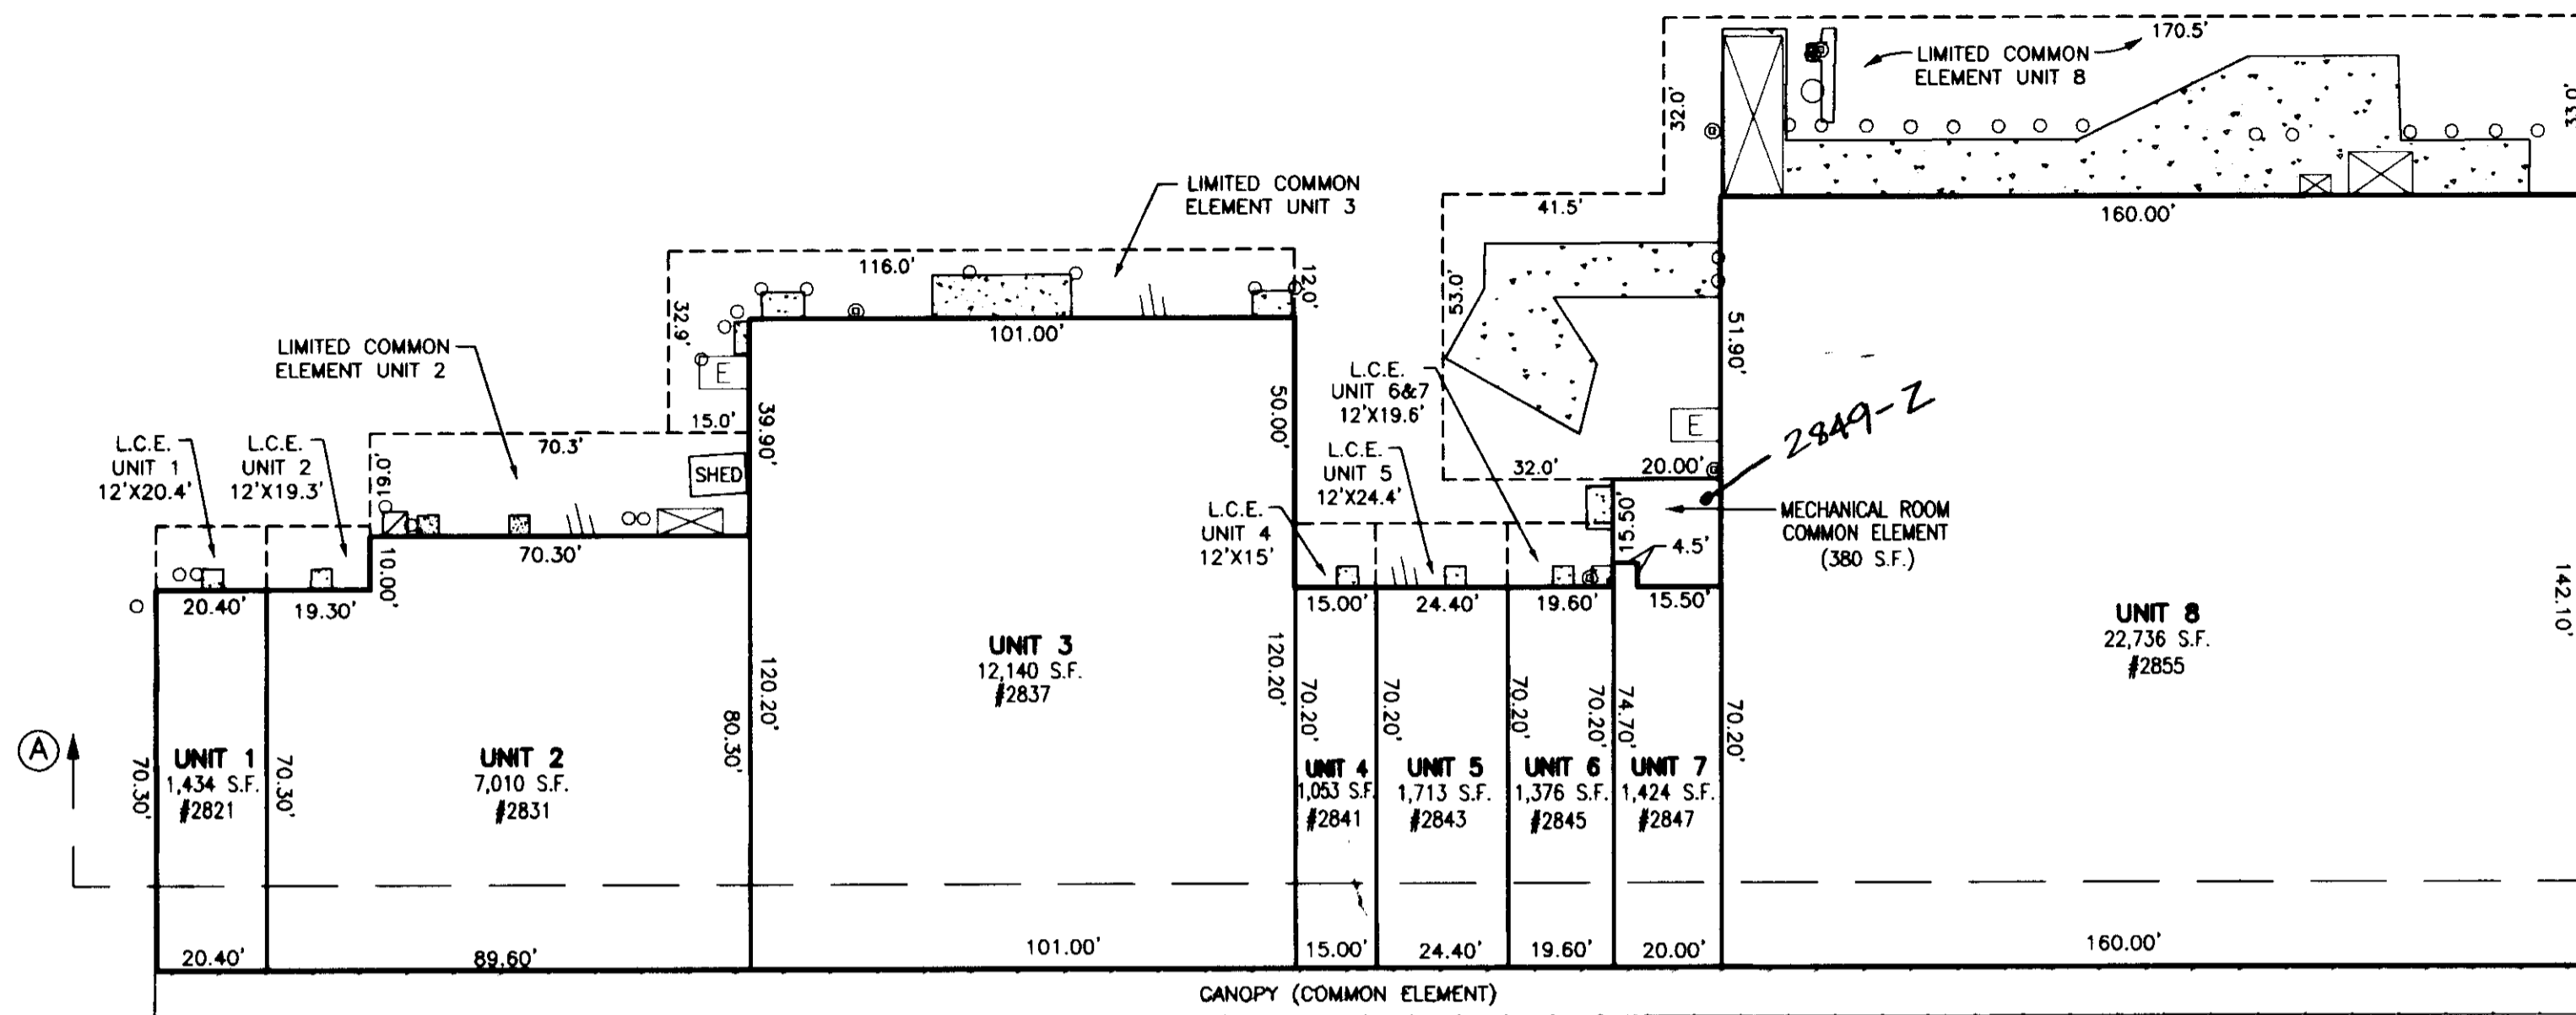 170.5'
LIMITED COMMON
ELEMENT UNIT 8
32.0'
33.0'
160.00'
LIMITED COMMON
ELEMENT UNIT 3
41.5'
116.0'
12.0'
32.9'
101.00'
53.0'
51.90'
LIMITED COMMON
ELEMENT UNIT 2
E
15.0'
39.90'
50.00'
L.C.E.
UNIT 6&7
12'X19.6'
E
2849-Z
L.C.E.
UNIT 1
12'X20.4'
L.C.E.
UNIT 2
12'X19.3'
19.0'
70.3'
SHED
L.C.E.
UNIT 5
12'X24.4'
32.0'
20.00'
L.C.E.
UNIT 4
12'X15'
15.50'
MECHANICAL ROOM
COMMON ELEMENT
(380 S.F.)
4.5'
70.30'
10.00'
20.40'
19.30'
15.00'
24.40'
19.60'
15.50'
142.10'
UNIT 8
22,736 S.F.
#2855
UNIT 3
12,140 S.F.
#2837
120.20'
120.20'
80.30'
70.20'
70.20'
70.20'
70.20'
74.70'
70.20'
A
70.30'
UNIT 1
1,434 S.F.
#2821
70.30'
UNIT 2
7,010 S.F.
#2831
UNIT 4
1,053 S.F.
#2841
UNIT 5
1,713 S.F.
#2843
UNIT 6
1,376 S.F.
#2845
UNIT 7
1,424 S.F.
#2847
20.40'
89.60'
101.00'
15.00'
24.40'
19.60'
20.00'
160.00'
CANOPY (COMMON ELEMENT)